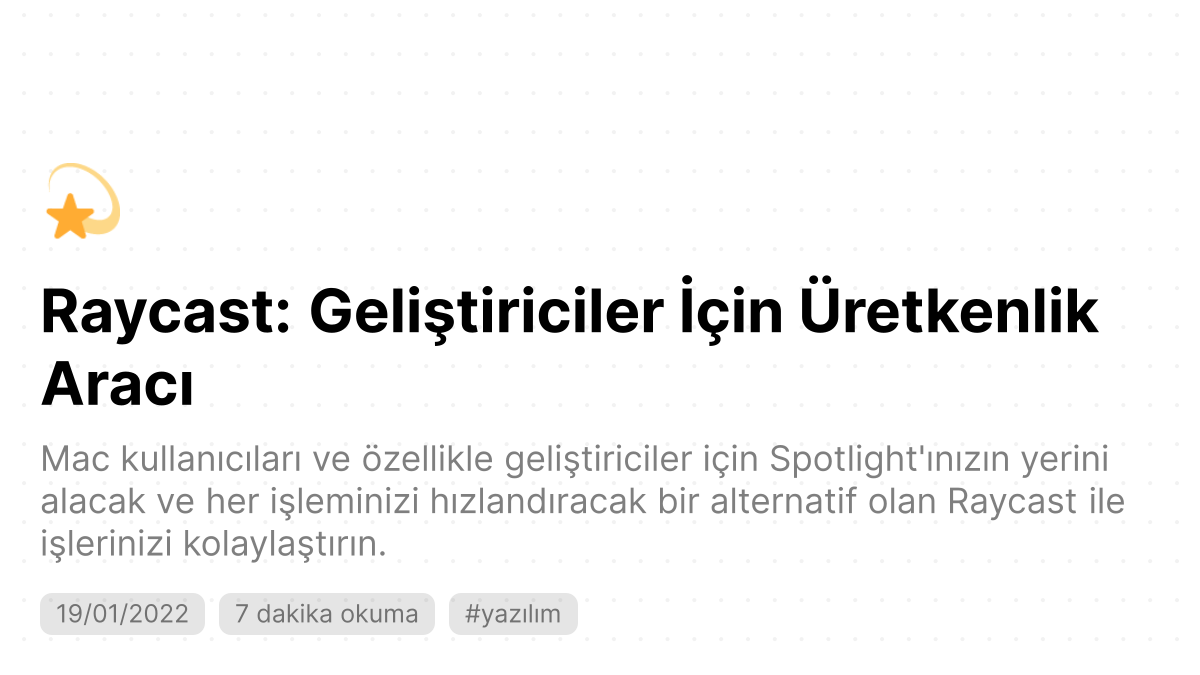 Raycast: Geliştiriciler İçin Üretkenlik
Aracı
Mac kullanıcıları ve özellikle geliştiriciler için Spotlight'ınızın yerini
alacak ve her işleminizi hızlandıracak bir alternatif olan Raycast ile
işlerinizi kolaylaştırın.
19/01/2022 7 dakika okuma #yazılım